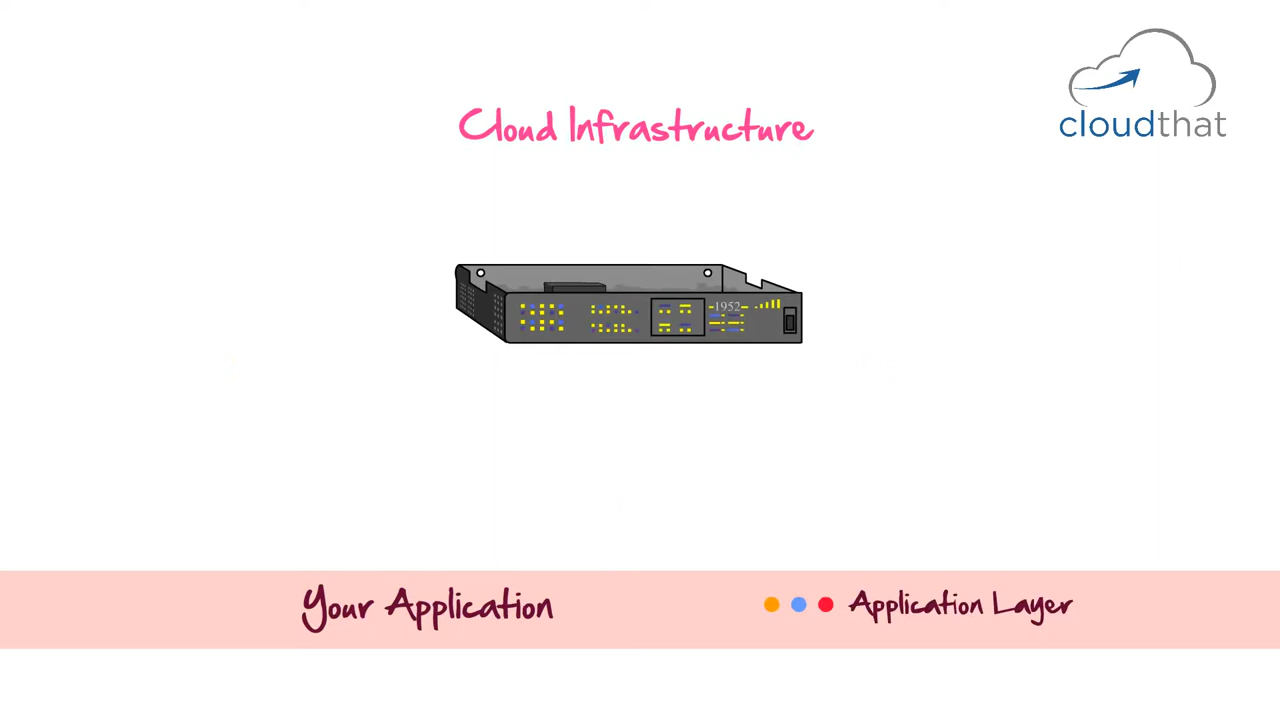 cloudthat
Cloud Infrastructure
1952
Your Application
Application Layer